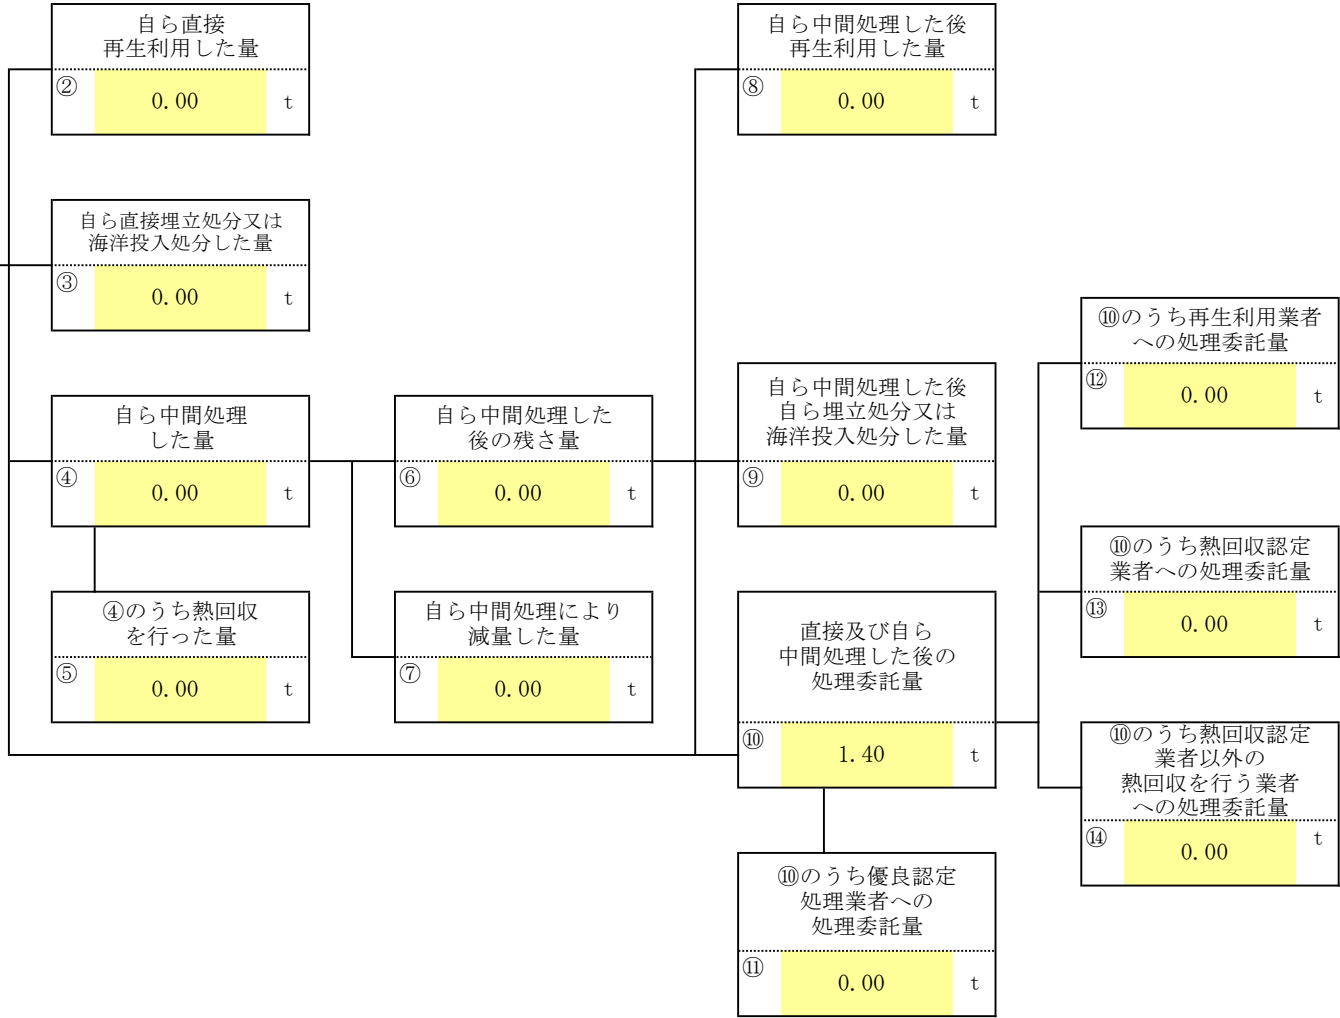 自ら直接
再生利用した量
② 0.00 t
自ら直接埋立処分又は
海洋投入処分した量
③ 0.00 t
自ら中間処理
した量
④ 0.00 t
④のうち熱回収
を行った量
⑤ 0.00 t
自ら中間処理した
後の残さ量
⑥ 0.00 t
自ら中間処理により
減量した量
⑦ 0.00 t
自ら中間処理した後
再生利用した量
⑧ 0.00 t
自ら中間処理した後
自ら埋立処分又は
海洋投入処分した量
⑨ 0.00 t
直接及び自ら
中間処理した後の
処理委託量
⑩ 1.40 t
⑩のうち優良認定
処理業者への
処理委託量
⑪ 0.00 t
⑩のうち再生利用業者
への処理委託量
⑫ 0.00 t
⑩のうち熱回収認定
業者への処理委託量
⑬ 0.00 t
⑩のうち熱回収認定
業者以外の
熱回収を行う業者
への処理委託量
⑭ 0.00 t